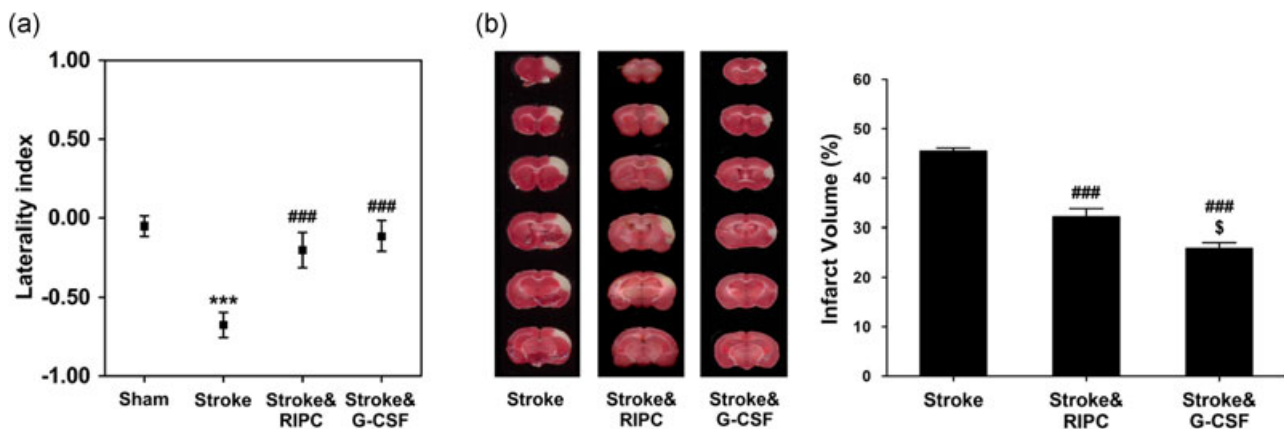 (a)
Laterality index
1.00
0.50
0.00
-0.50
-1.00
***
###
###
Sham
Stroke
Stroke&
RIPC
Stroke&
G-CSF
(b)
Stroke
Stroke&
RIPC
Stroke&
G-CSF
Infarct Volume (%)
60
50
40
30
20
10
0
###
###
$
Stroke
Stroke&
RIPC
Stroke&
G-CSF